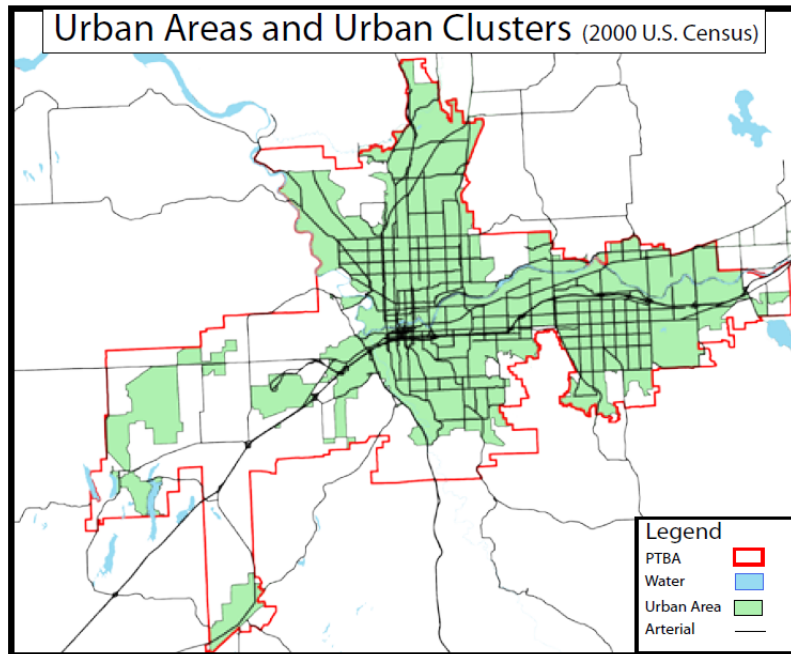 Urban Areas and Urban Clusters (2000 U.S. Census)
Legend
PTBA
Water
Urban Area
Arterial